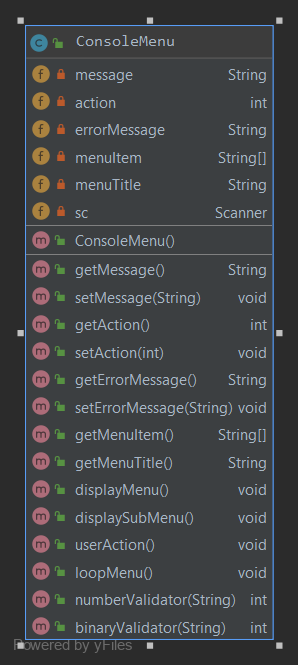 C ConsoleMenu
f message String
f action int
f errorMessage String
f menuItem String[]
f menuTitle String
f sc Scanner
m ConsoleMenu()
m getMessage() String
m setMessage(String) void
m getAction() int
m setAction(int) void
m getErrorMessage() String
m setErrorMessage(String) void
m getMenuItem() String[]
m getMenuTitle() String
m displayMenu() void
m displaySubMenu() void
m userAction() void
m loopMenu() void
m numberValidator(String) int
m binaryValidator(String) int
Powered by yFiles